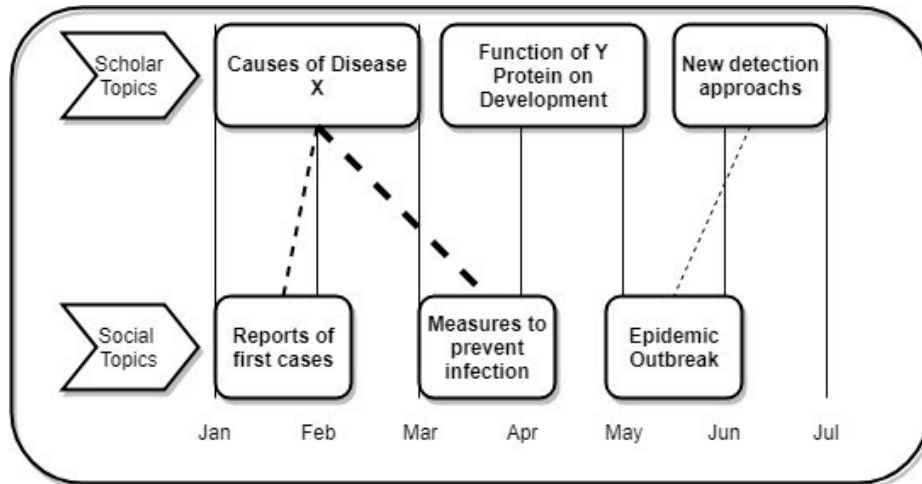 Scholar
Topics
Causes of Disease
X
Function of Y
Protein on
Development
New detection
approachs
Social
Topics
Reports of
first cases
Measures to
prevent
infection
Epidemic
Outbreak
Jan Feb Mar Apr May Jun Jul